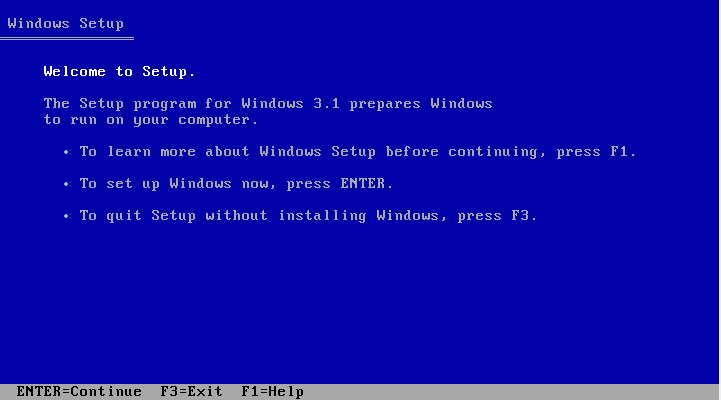 Windows Setup
Welcome to Setup.
The Setup program for Windows 3.1 prepares Windows
to run on your computer.
• To learn more about Windows Setup before continuing, press F1.
• To set up Windows now, press ENTER.
• To quit Setup without installing Windows, press F3.
ENTER=Continue  F3=Exit  F1=Help